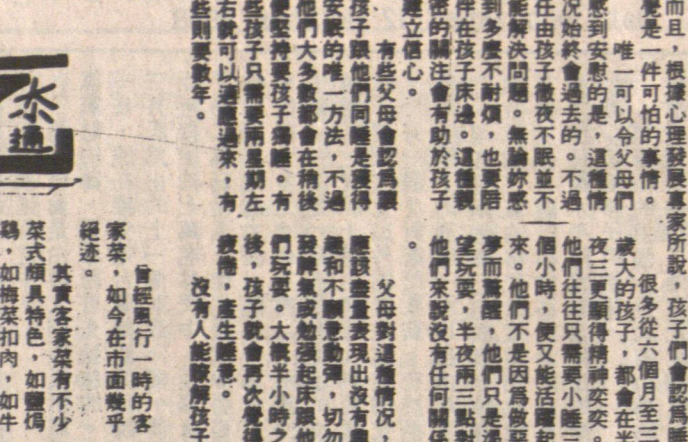 而且，根據心理發展專家所說，孩子們會認為睡
覺是一件可怕的事情。
唯一可以令父母們
感到安慰的是，這種情
況始終會過去的。不過
任由孩子徹夜不眠並不
能解決問題。無論妳感
到多麼不耐煩，也要陪
伴在孩子床邊。這種親
密的關注會有助於孩子
建立信心。
有些父母會認為跟
孩子跟他們同睡是獲得
安眠的唯一方法，不過
他們大多數都會在稍後
便堅持要孩子獨睡。有
些孩子只需要兩星期左
右就可以適應過來，有
些則要數年。
很多從六個月至三
歲大的孩子，都會在半
夜三更顯得精神奕奕
他們往往只需要小睡三
個小時，便又能活躍起
來。他們不是因為做
夢而驚醒，他們只是渴
望玩耍，半夜兩三點對
他們來說沒有任何關係
。
父母對這種情況，
應該盡量表現出沒有興
趣和不願意動彈，切勿
發脾氣或勉强起床跟他
們玩耍。大概半小時之
後，孩子就會再次覺得
疲倦，產生睡意。
沒有人能瞭解孩子
通
曾經風行一時的客
家菜，如今在市面幾乎
絕迹。
其實客家菜有不少
菜式頗具特色，如鹽焗
鷄，如梅菜扣肉，如牛